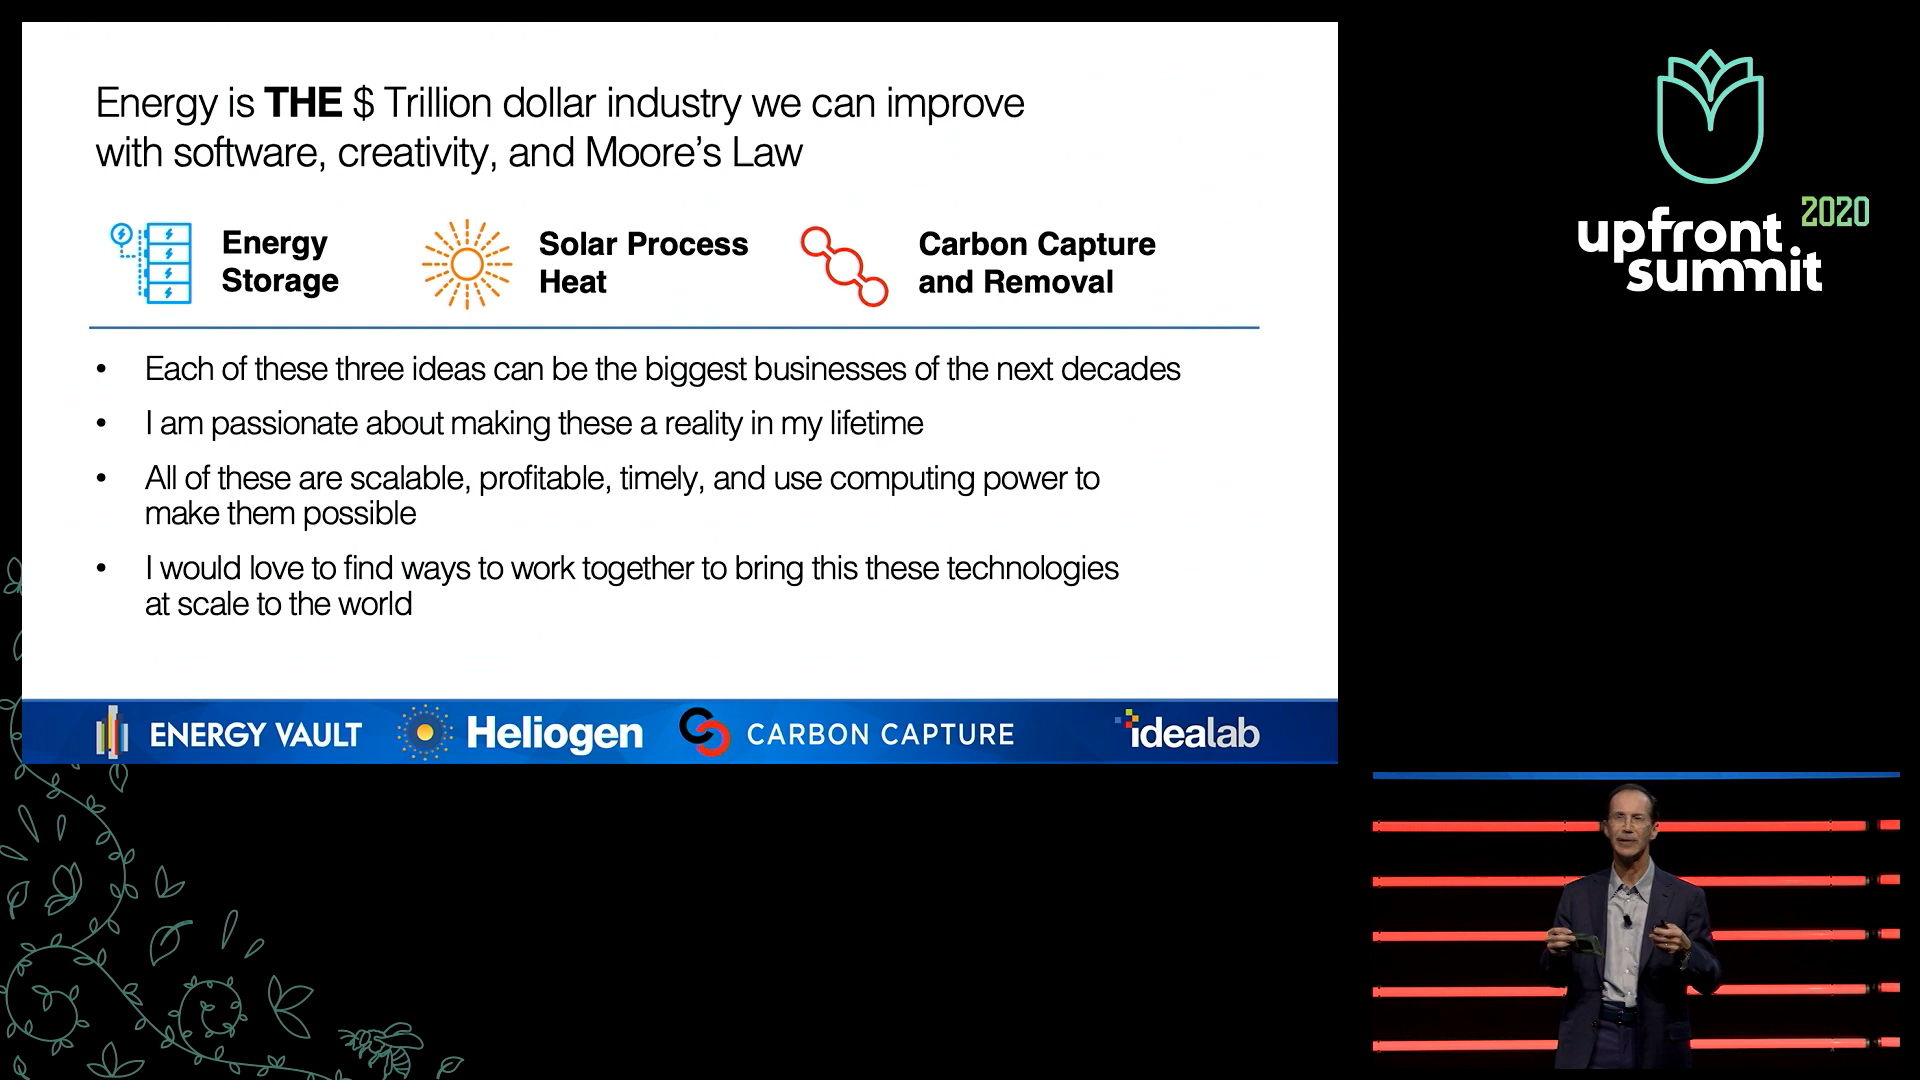 Energy is THE $ Trillion dollar industry we can improve
with software, creativity, and Moore's Law
Energy
Storage
Solar Process
Heat
Carbon Capture
and Removal
• Each of these three ideas can be the biggest businesses of the next decades
• I am passionate about making these a reality in my lifetime
• All of these are scalable, profitable, timely, and use computing power to
make them possible
• I would love to find ways to work together to bring this these technologies
at scale to the world
ENERGY VAULT
Heliogen
CARBON CAPTURE
idealab
upfront 2020
summit